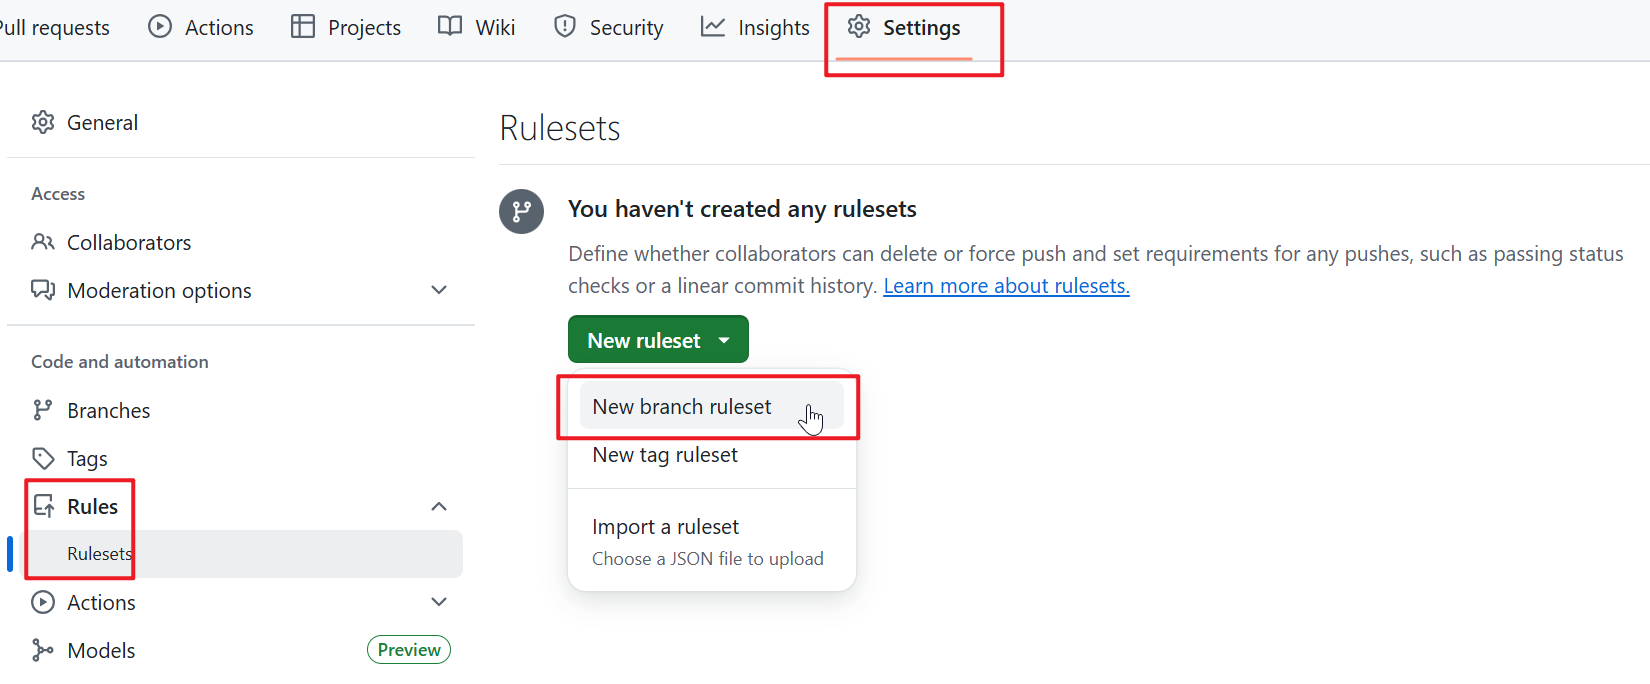 Pull requests Actions Projects Wiki Security Insights Settings
General
Access
Collaborators
Moderation options
Code and automation
Branches
Tags
Rules
Rulesets
Actions
Models Preview
Rulesets
You haven't created any rulesets
Define whether collaborators can delete or force push and set requirements for any pushes, such as passing status
checks or a linear commit history. Learn more about rulesets.
New ruleset
New branch ruleset
New tag ruleset
Import a ruleset
Choose a JSON file to upload